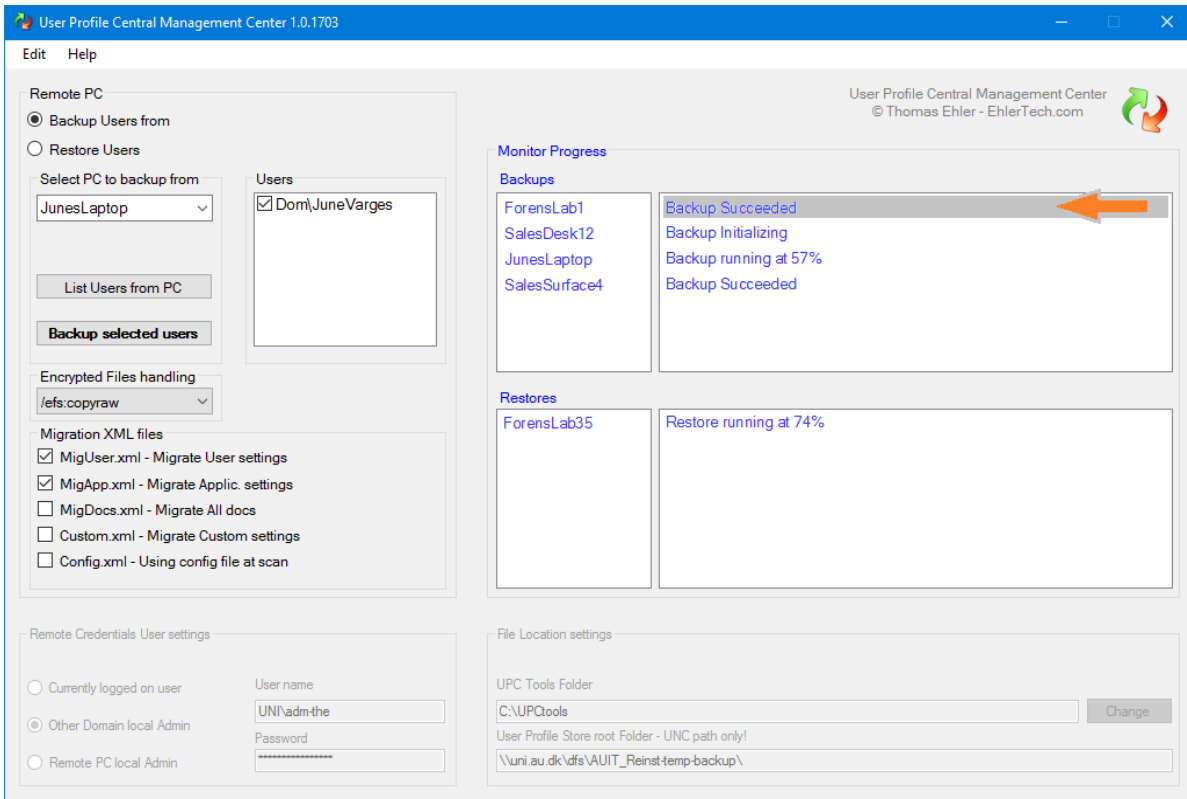 User Profile Central Management Center 1.0.1703
Edit Help
Remote PC
Backup Users from
Restore Users
Select PC to backup from
JunesLaptop
List Users from PC
Backup selected users
Users
Dom\JuneVarges
Encrypted Files handling
/efs:copyraw
Migration XML files
MigUser.xml - Migrate User settings
MigApp.xml - Migrate Applic. settings
MigDocs.xml - Migrate All docs
Custom.xml - Migrate Custom settings
Config.xml - Using config file at scan
User Profile Central Management Center
© Thomas Ehler - EhlerTech.com
Monitor Progress
Backups
ForensLab1 Backup Succeeded
SalesDesk12 Backup Initializing
JunesLaptop Backup running at 57%
SalesSurface4 Backup Succeeded
Restores
ForensLab35 Restore running at 74%
Remote Credentials User settings
Currently logged on user
Other Domain local Admin
Remote PC local Admin
User name
UNI\adm-the
Password
****************
File Location settings
UPC Tools Folder
C:\UPCtools
Change
User Profile Store root Folder - UNC path only!
\\uni.au.dk\dfs\AUIT_Reinst-temp-backup\